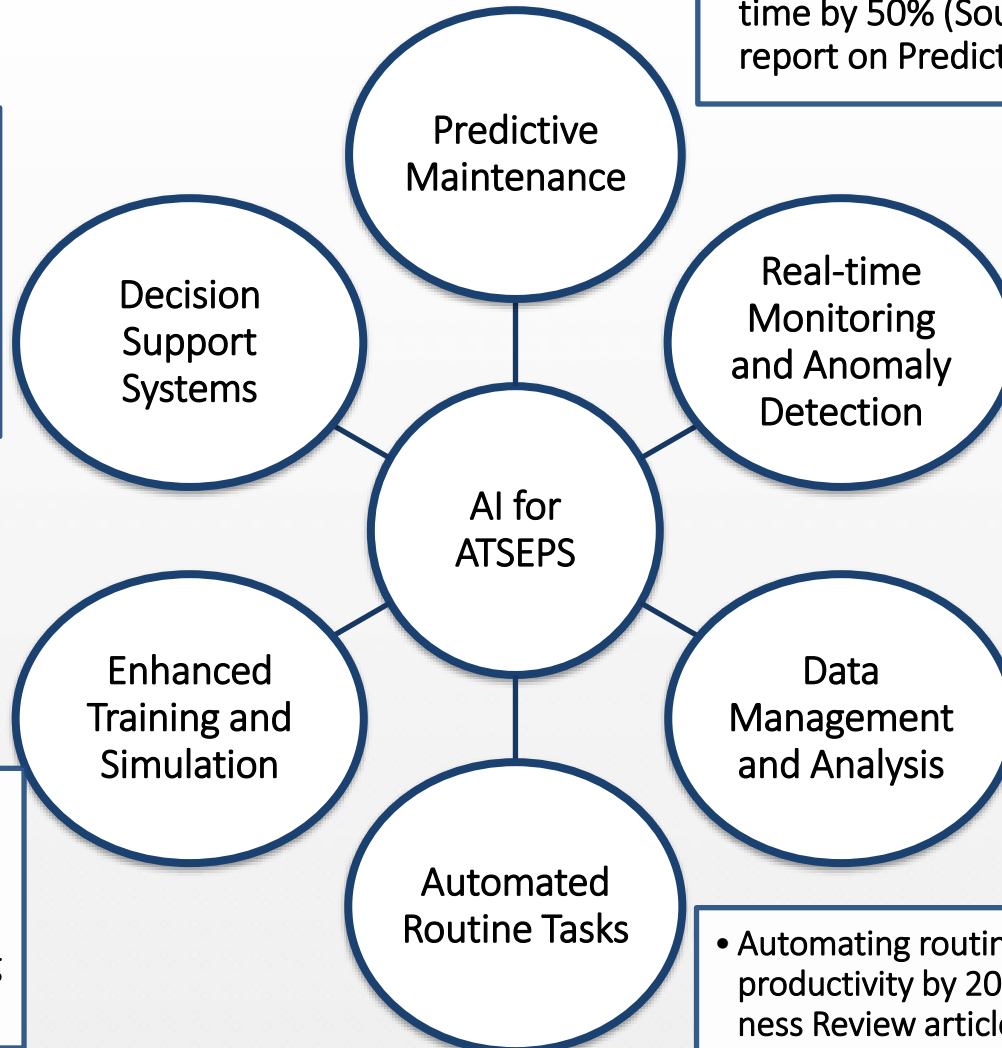 time by 50% (Sou
report on Predict
Predictive
Maintenance
Decision
Support
Systems
Real-time
Monitoring
and Anomaly
Detection
AI for
ATSEPS
Enhanced
Training and
Simulation
Data
Management
and Analysis
Automated
Routine Tasks
• Automating routin
productivity by 20
ness Review article